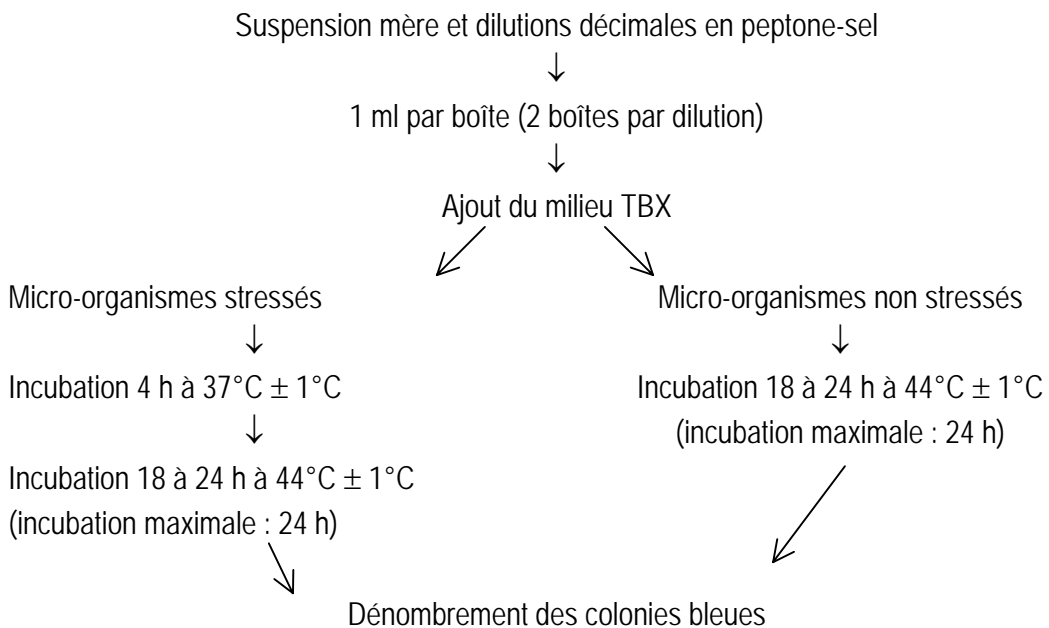 Suspension mère et dilutions décimales en peptone-sel
↓
1 ml par boîte (2 boîtes par dilution)
↓
Ajout du milieu TBX
Micro-organismes stressés
↓
Incubation 4 h à 37°C ± 1°C
↓
Incubation 18 à 24 h à 44°C ± 1°C
(incubation maximale : 24 h)
Micro-organismes non stressés
↓
Incubation 18 à 24 h à 44°C ± 1°C
(incubation maximale : 24 h)
Dénombrement des colonies bleues